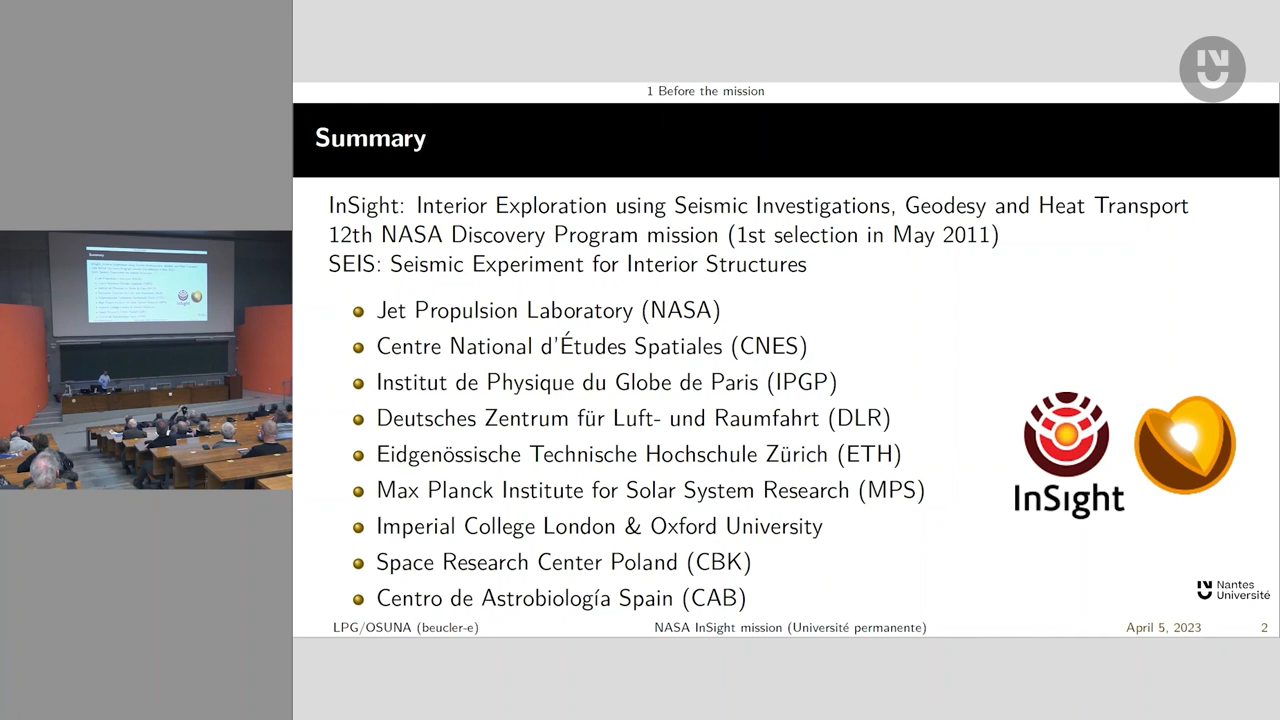 1 Before the mission
Summary
InSight: Interior Exploration using Seismic Investigations, Geodesy and Heat Transport
12th NASA Discovery Program mission (1st selection in May 2011)
SEIS: Seismic Experiment for Interior Structures
Jet Propulsion Laboratory (NASA)
Centre National d'Études Spatiales (CNES)
Institut de Physique du Globe de Paris (IPGP)
Deutsches Zentrum für Luft- und Raumfahrt (DLR)
Eidgenössische Technische Hochschule Zürich (ETH)
Max Planck Institute for Solar System Research (MPS)
Imperial College London & Oxford University
Space Research Center Poland (CBK)
Centro de Astrobiología Spain (CAB)
InSight
Nantes
Université
LPG/OSUNA (beucler-e)
NASA InSight mission (Université permanente)
April 5, 2023
2
Summary
InSight